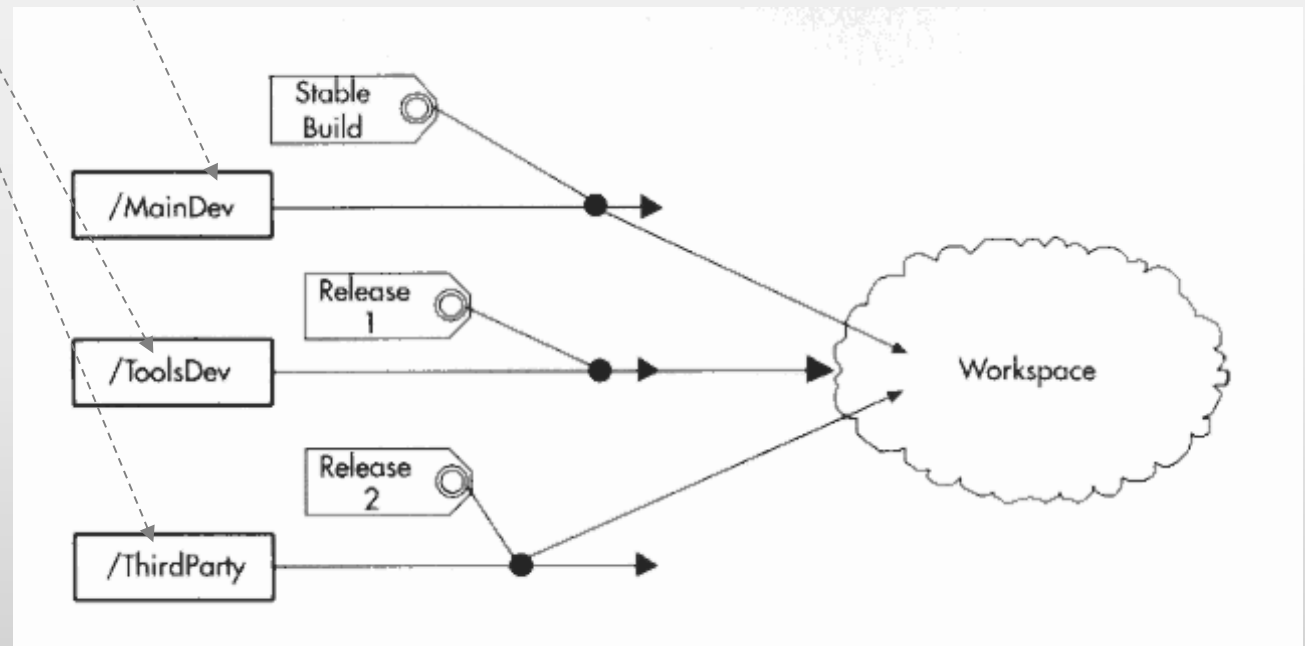 Stable
Build
/MainDev
Release
1
/ToolsDev
Workspace
Release
2
/ThirdParty